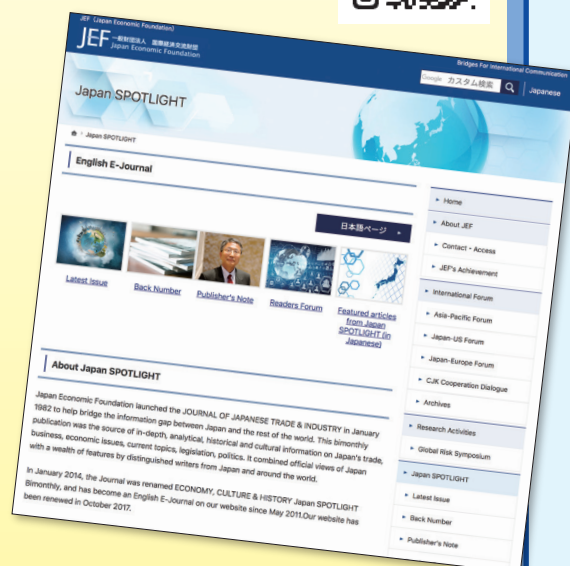 JEF (Japan Economic Foundation)
JEF 一般財団法人 国際経済交流財団
Japan Economic Foundation
Bridges For International Communication
Google カスタム検索
Japanese
Japan SPOTLIGHT
Japan SPOTLIGHT
English E-Journal
日本語ページ
Latest Issue
Back Number
Publisher's Note
Readers Forum
Featured articles
from Japan
SPOTLIGHT (in
Japanese)
About Japan SPOTLIGHT
Japan Economic Foundation launched the JOURNAL OF JAPANESE TRADE & INDUSTRY in January
1982 to help bridge the information gap between Japan and the rest of the world. This bimonthly
publication was the source of in-depth, analytical, historical and cultural information on Japan's trade,
business, economic issues, current topics, legislation, politics. It combined official views of Japan
with a wealth of features by distinguished writers from Japan and around the world.
In January 2014, the Journal was renamed ECONOMY, CULTURE & HISTORY Japan SPOTLIGHT
Bimonthly, and has become an English E-Journal on our website since May 2011.Our website has
been renewed in October 2017.
Home
About JEF
Contact・Access
JEF's Achievement
International Forum
Asia-Pacific Forum
Japan-US Forum
Japan-Europe Forum
CJK Cooperation Dialogue
Archives
Research Activities
Global Risk Symposium
Japan SPOTLIGHT
Latest Issue
Back Number
Publisher's Note